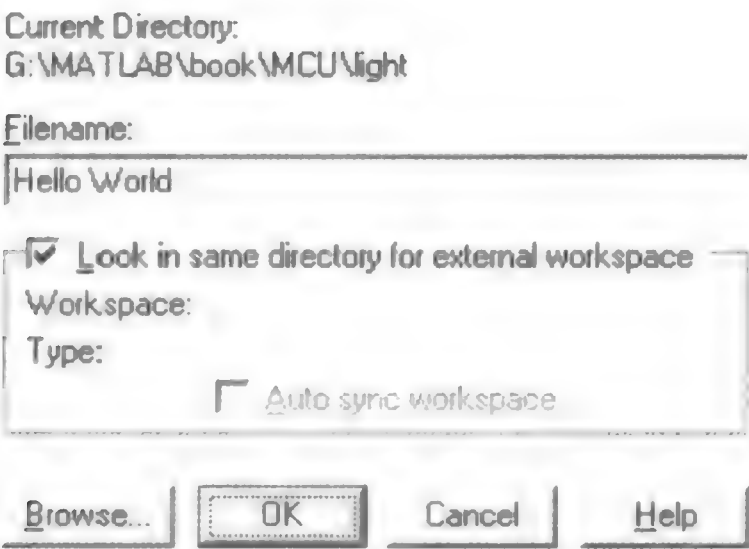 Current Directory:
G:\MATLAB\book\MCU\light
Filename:
Hello World
Look in same directory for external workspace
Workspace:
Type:
Auto sync workspace
Browse... OK Cancel Help